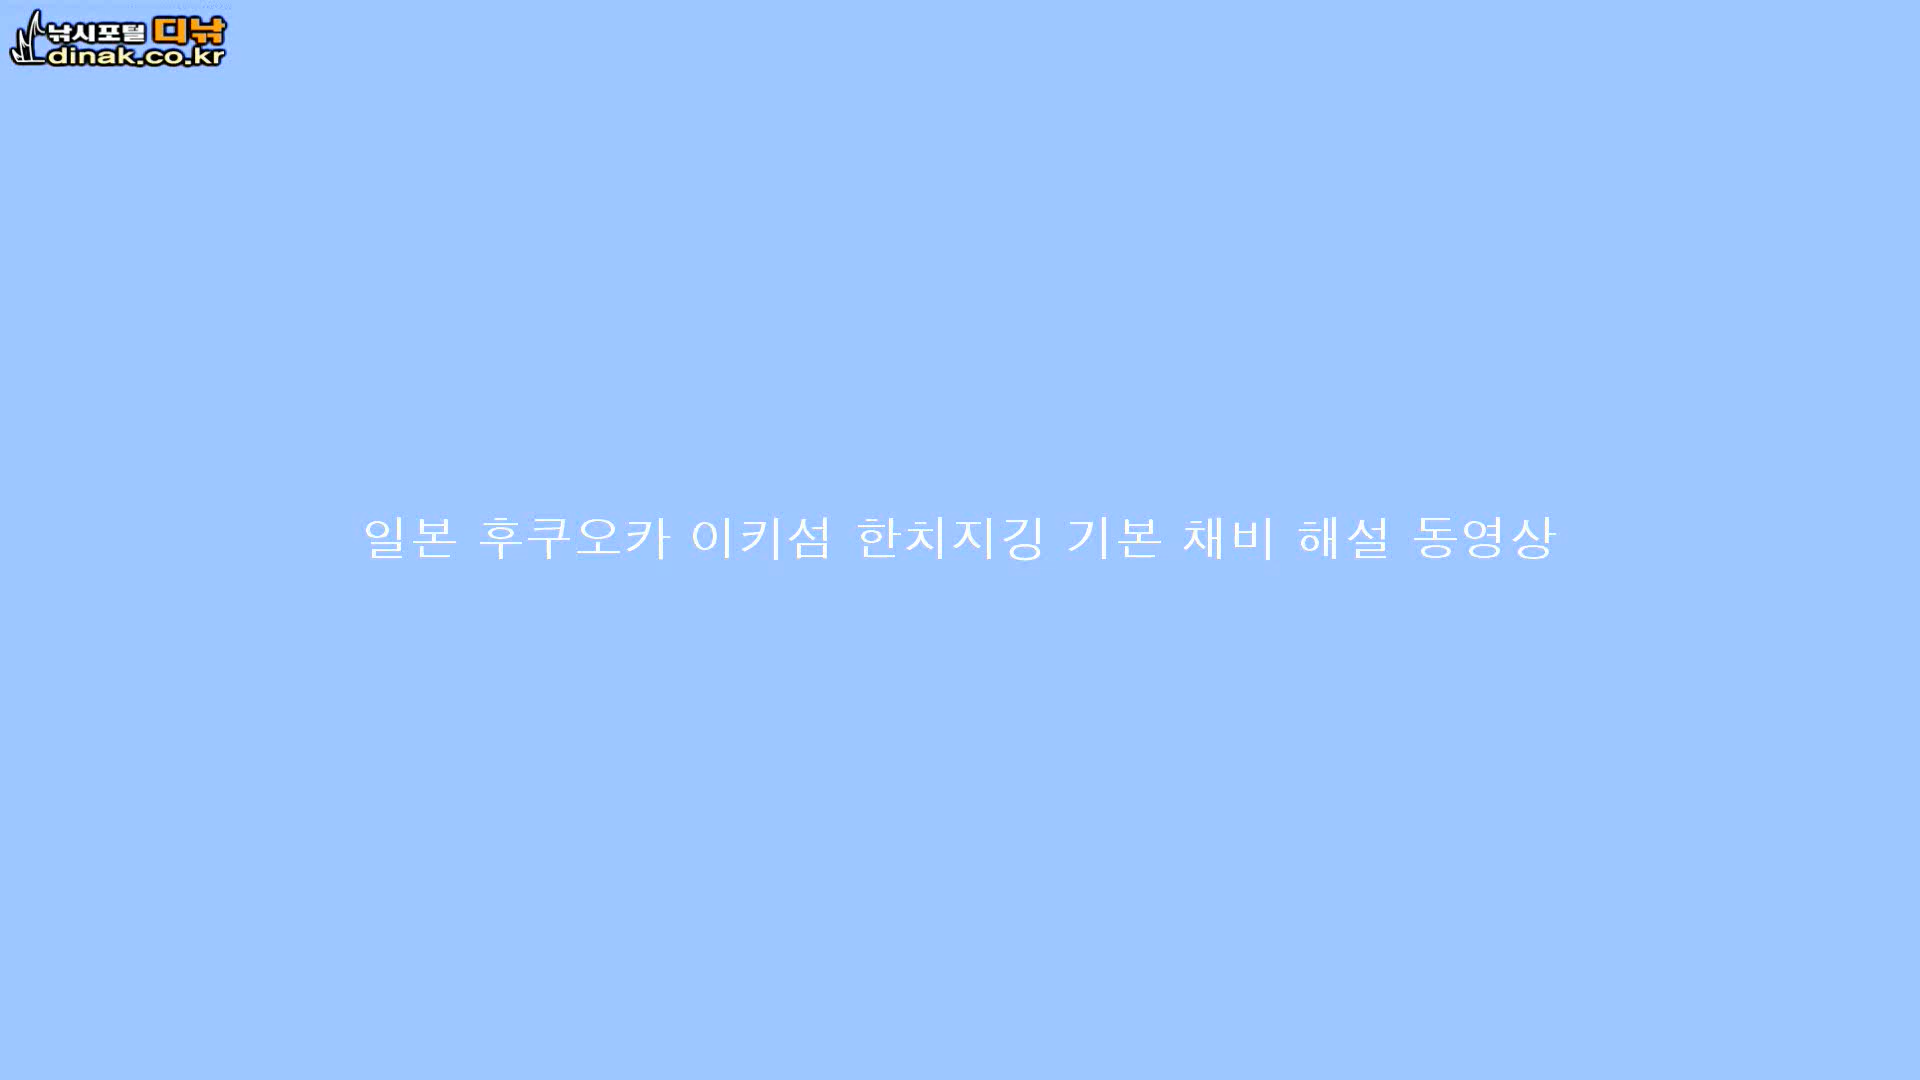 낚시포털 디낚
dinak.co.kr
일본 후쿠오카 이키섬 한치지깅 기본 채비 해설 동영상